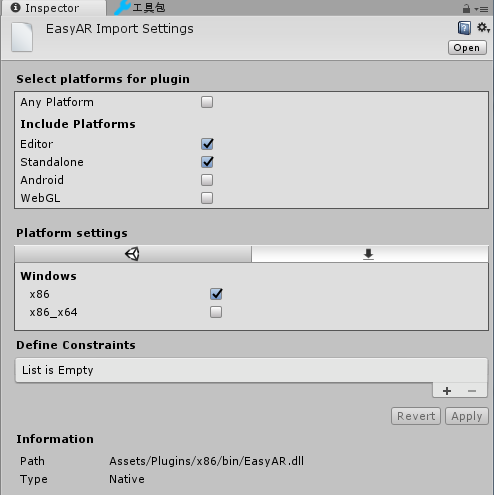 Inspector 工具包
EasyAR Import Settings
Open
Select platforms for plugin
Any Platform
Include Platforms
Editor
Standalone
Android
WebGL
Platform settings
Windows
x86
x86_x64
Define Constraints
List is Empty
+ −
Revert Apply
Information
Path Assets/Plugins/x86/bin/EasyAR.dll
Type Native